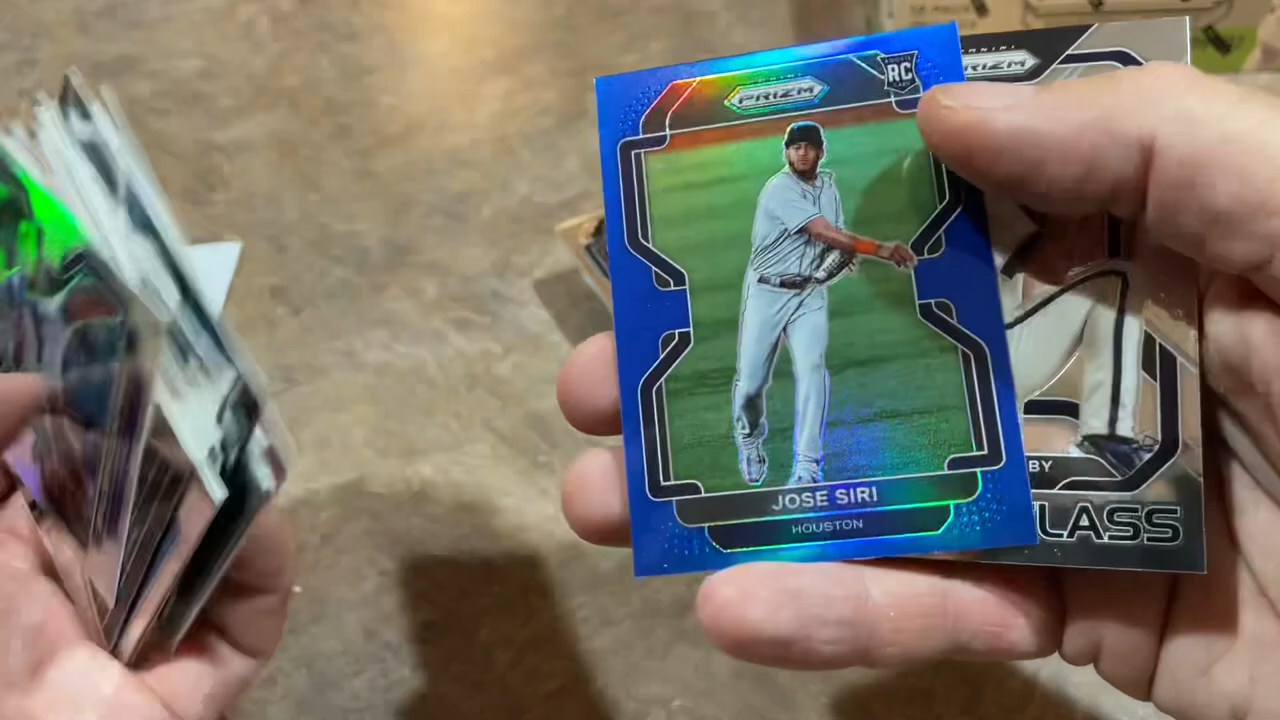 PANINI
PRIZM
RC
JOSE SIRI
HOUSTON
PANINI
PRIZM
BY
LASS